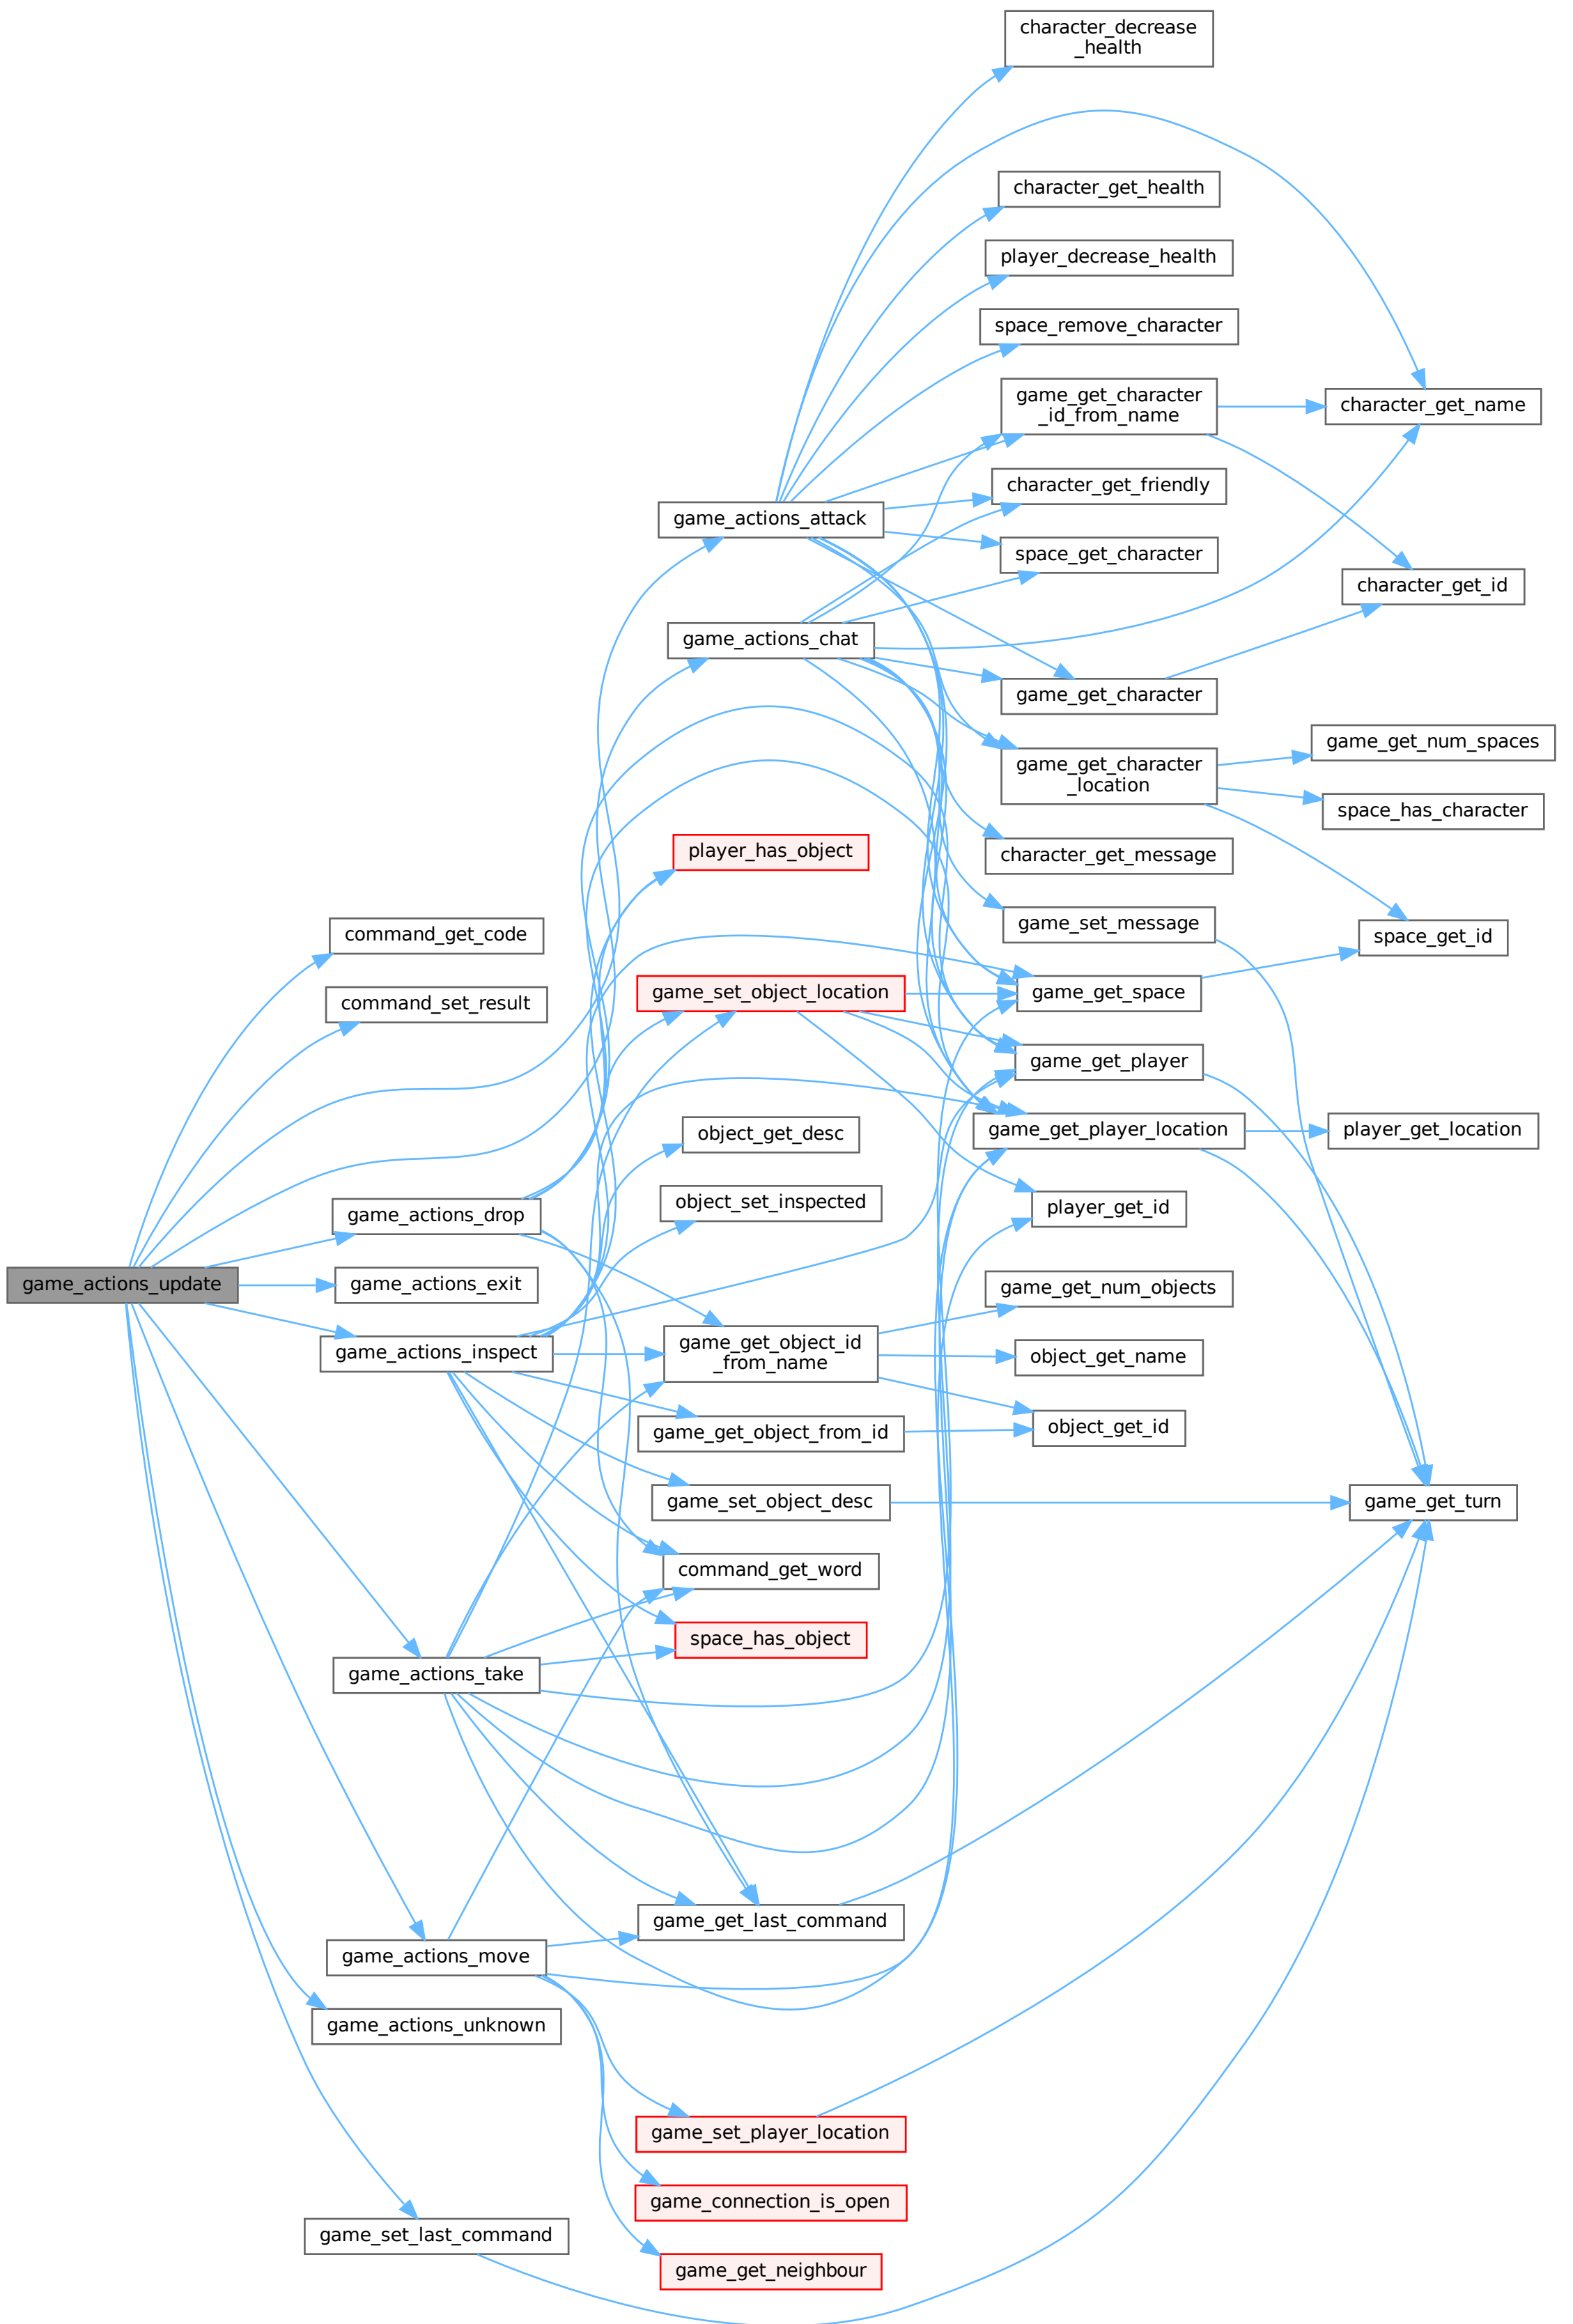 character_decrease
_health
character_get_health
player_decrease_health
space_remove_character
game_get_character
_id_from_name
character_get_name
character_get_friendly
game_actions_attack
space_get_character
character_get_id
game_actions_chat
game_get_character
game_get_num_spaces
game_get_character
_location
space_has_character
player_has_object
character_get_message
command_get_code
game_set_message
space_get_id
command_set_result
game_set_object_location
game_get_space
game_get_player
object_get_desc
game_get_player_location
player_get_location
object_set_inspected
player_get_id
game_actions_drop
game_actions_update
game_actions_exit
game_get_num_objects
game_actions_inspect
game_get_object_id
_from_name
object_get_name
game_get_object_from_id
object_get_id
game_set_object_desc
game_get_turn
command_get_word
space_has_object
game_actions_take
game_get_last_command
game_actions_move
game_actions_unknown
game_set_player_location
game_connection_is_open
game_set_last_command
game_get_neighbour